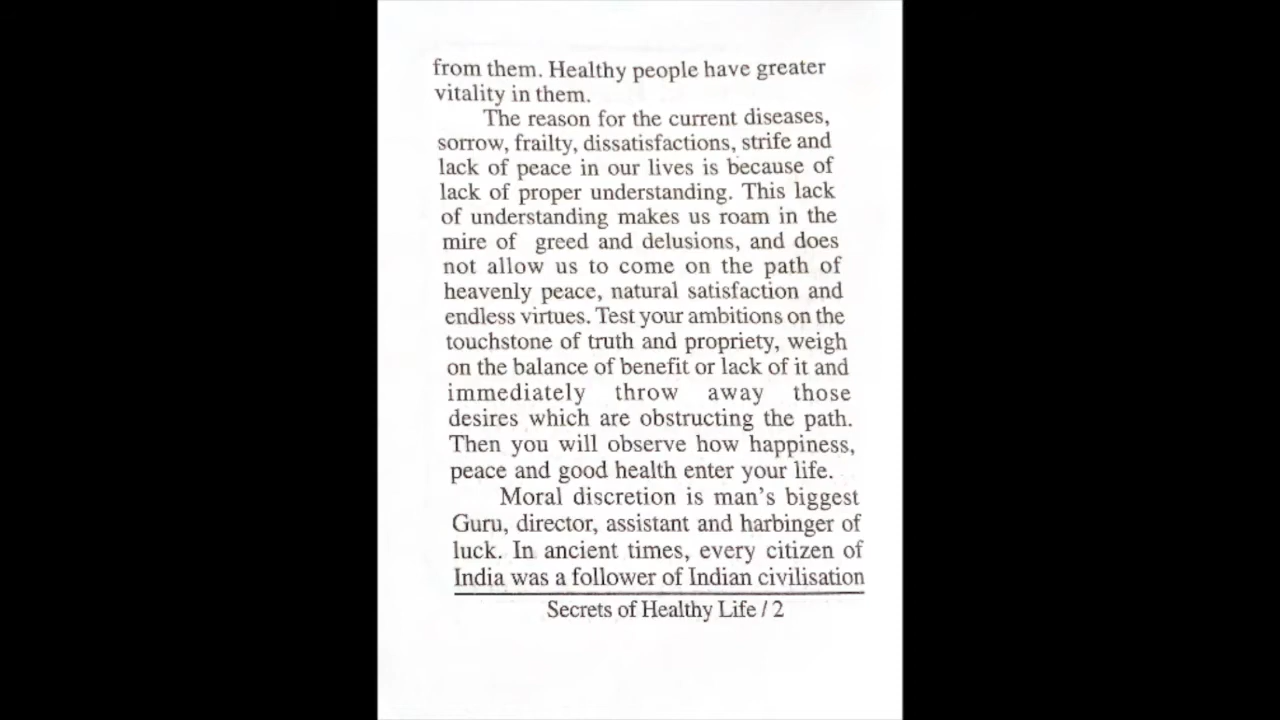 from them. Healthy people have greater
vitality in them.
The reason for the current diseases,
sorrow, frailty, dissatisfactions, strife and
lack of peace in our lives is because of
lack of proper understanding. This lack
of understanding makes us roam in the
mire of greed and delusions, and does
not allow us to come on the path of
heavenly peace, natural satisfaction and
endless virtues. Test your ambitions on the
touchstone of truth and propriety, weigh
on the balance of benefit or lack of it and
immediately throw away those
desires which are obstructing the path.
Then you will observe how happiness,
peace and good health enter your life.
Moral discretion is man's biggest
Guru, director, assistant and harbinger of
luck. In ancient times, every citizen of
India was a follower of Indian civilisation
Secrets of Healthy Life / 2